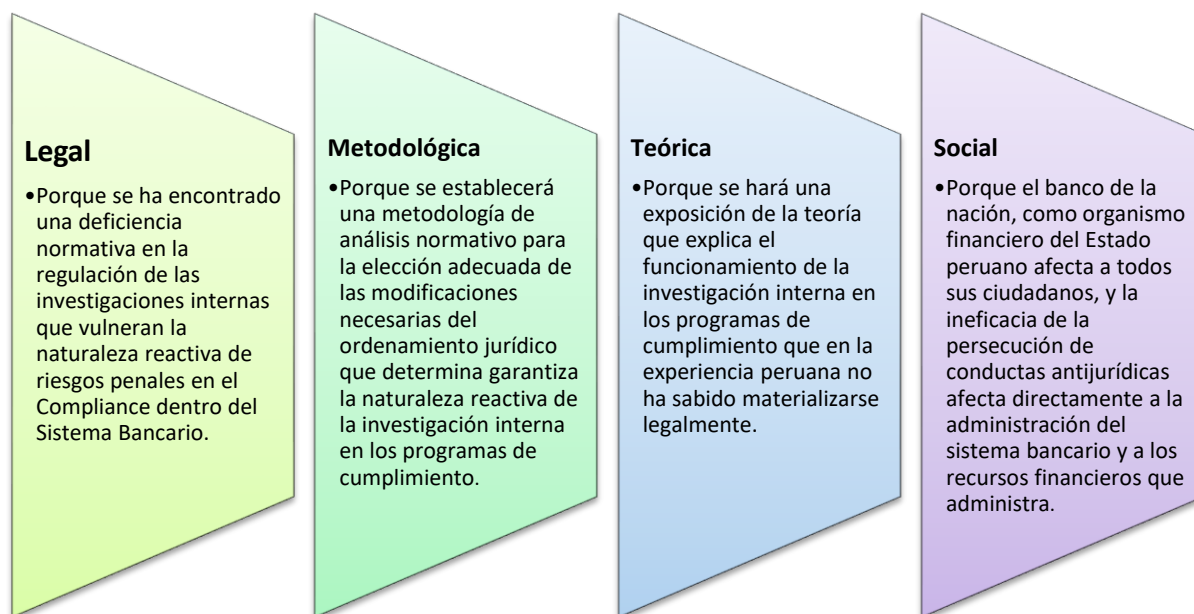 Legal
•Porque se ha encontrado
una deficiencia
normativa en la
regulación de las
investigaciones internas
que vulneran la
naturaleza reactiva de
riesgos penales en el
Compliance dentro del
Sistema Bancario.
Metodológica
•Porque se establecerá
una metodología de
análisis normativo para
la elección adecuada de
las modificaciones
necesarias del
ordenamiento jurídico
que determina garantiza
la naturaleza reactiva de
la investigación interna
en los programas de
cumplimiento.
Teórica
•Porque se hará una
exposición de la teoría
que explica el
funcionamiento de la
investigación interna en
los programas de
cumplimiento que en la
experiencia peruana no
ha sabido materializarse
legalmente.
Social
•Porque el banco de la
nación, como organismo
financiero del Estado
peruano afecta a todos
sus ciudadanos, y la
ineficacia de la
persecución de
conductas antijurídicas
afecta directamente a la
administración del
sistema bancario y a los
recursos financieros que
administra.